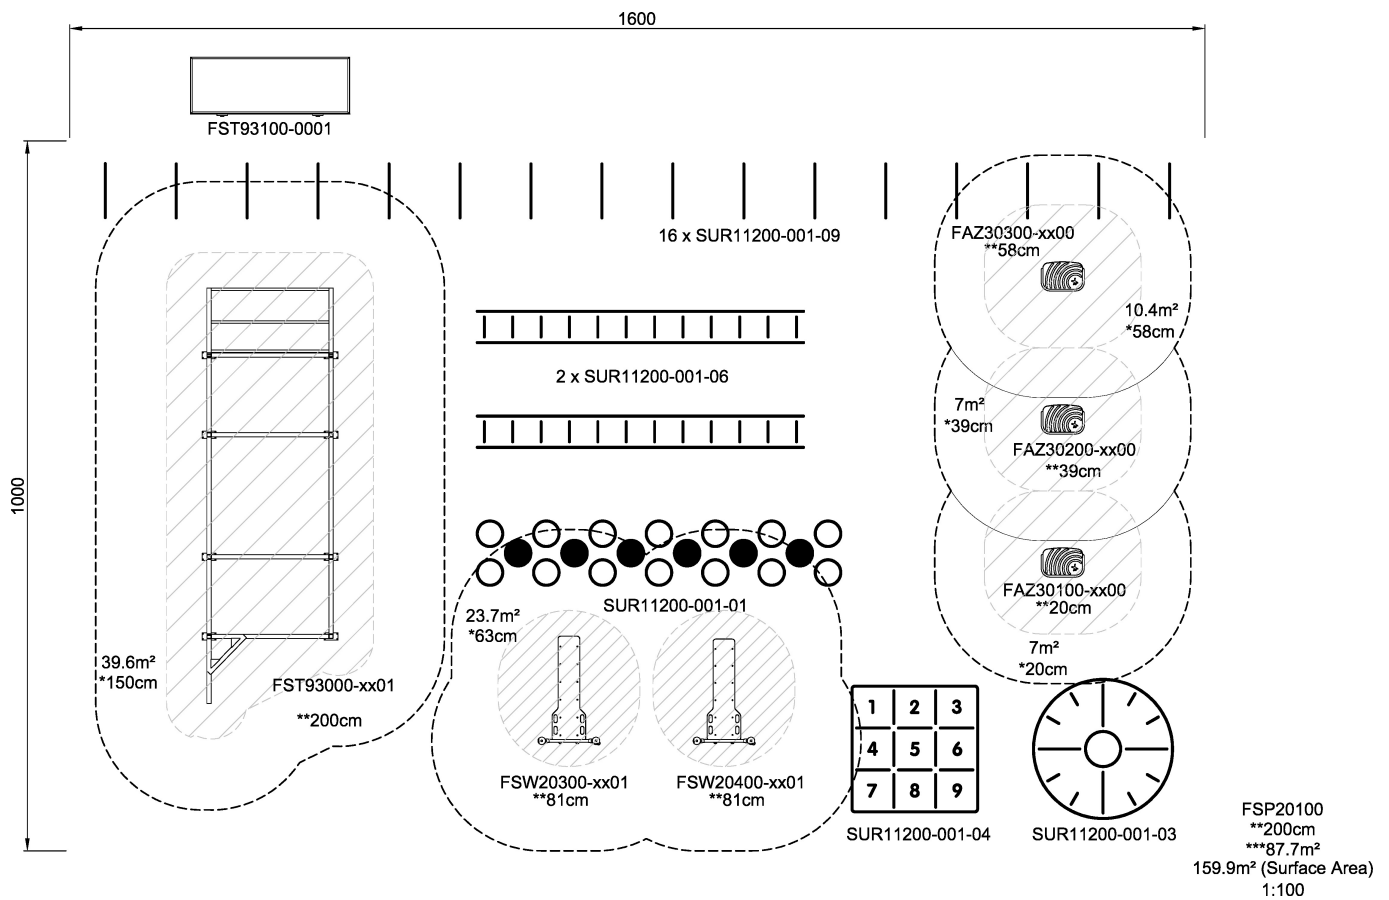 1600
FST93100-0001
1000
16 x SUR11200-001-09
FAZ30300-xx00
**58cm
10.4m²
*58cm
2 x SUR11200-001-06
7m²
*39cm
FAZ30200-xx00
**39cm
FAZ30100-xx00
**20cm
SUR11200-001-01
23.7m²
*63cm
7m²
*20cm
39.6m²
*150cm
FST93000-xx01
**200cm
1 2 3
4 5 6
7 8 9
FSW20300-xx01
**81cm
FSW20400-xx01
**81cm
SUR11200-001-04
SUR11200-001-03
FSP20100
**200cm
***87.7m²
159.9m² (Surface Area)
1:100